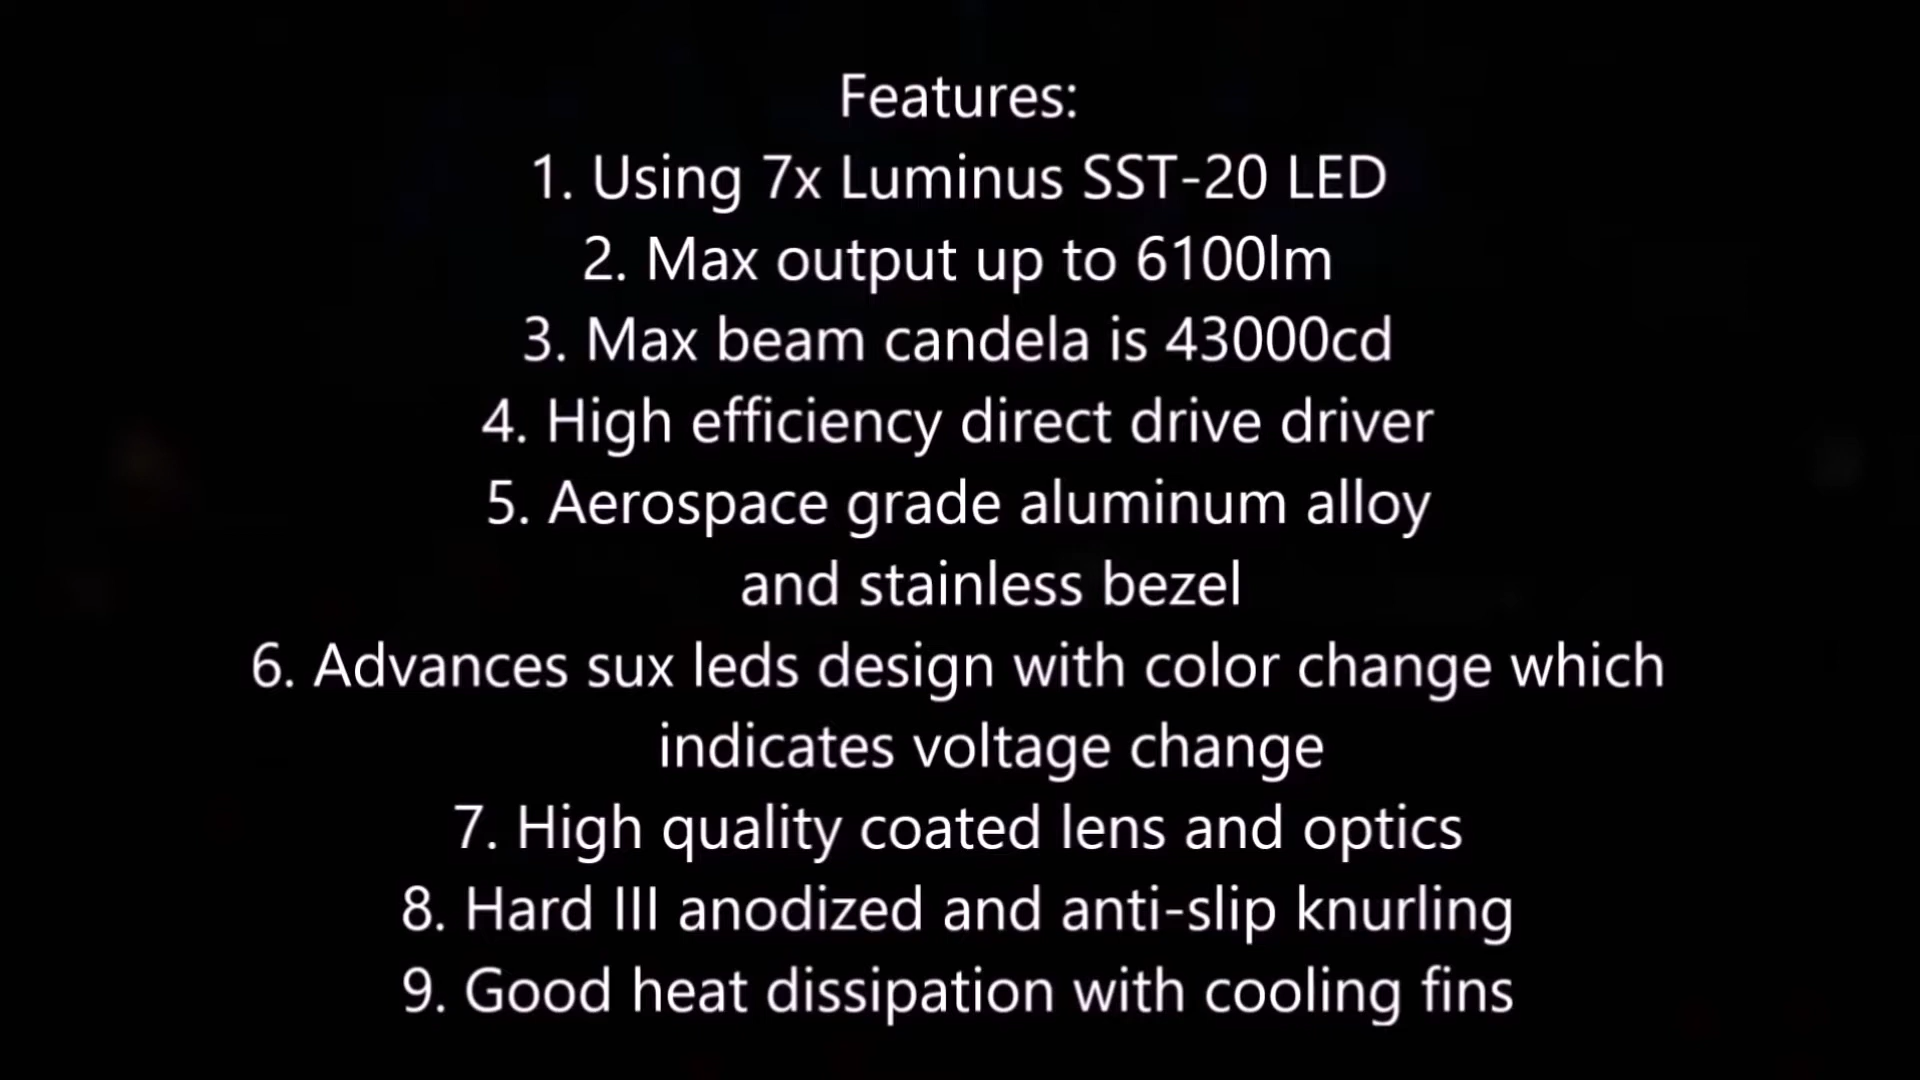 Features:
1. Using 7x Luminus SST-20 LED
2. Max output up to 6100lm
3. Max beam candela is 43000cd
4. High efficiency direct drive driver
5. Aerospace grade aluminum alloy
and stainless bezel
6. Advances sux leds design with color change which
indicates voltage change
7. High quality coated lens and optics
8. Hard III anodized and anti-slip knurling
9. Good heat dissipation with cooling fins